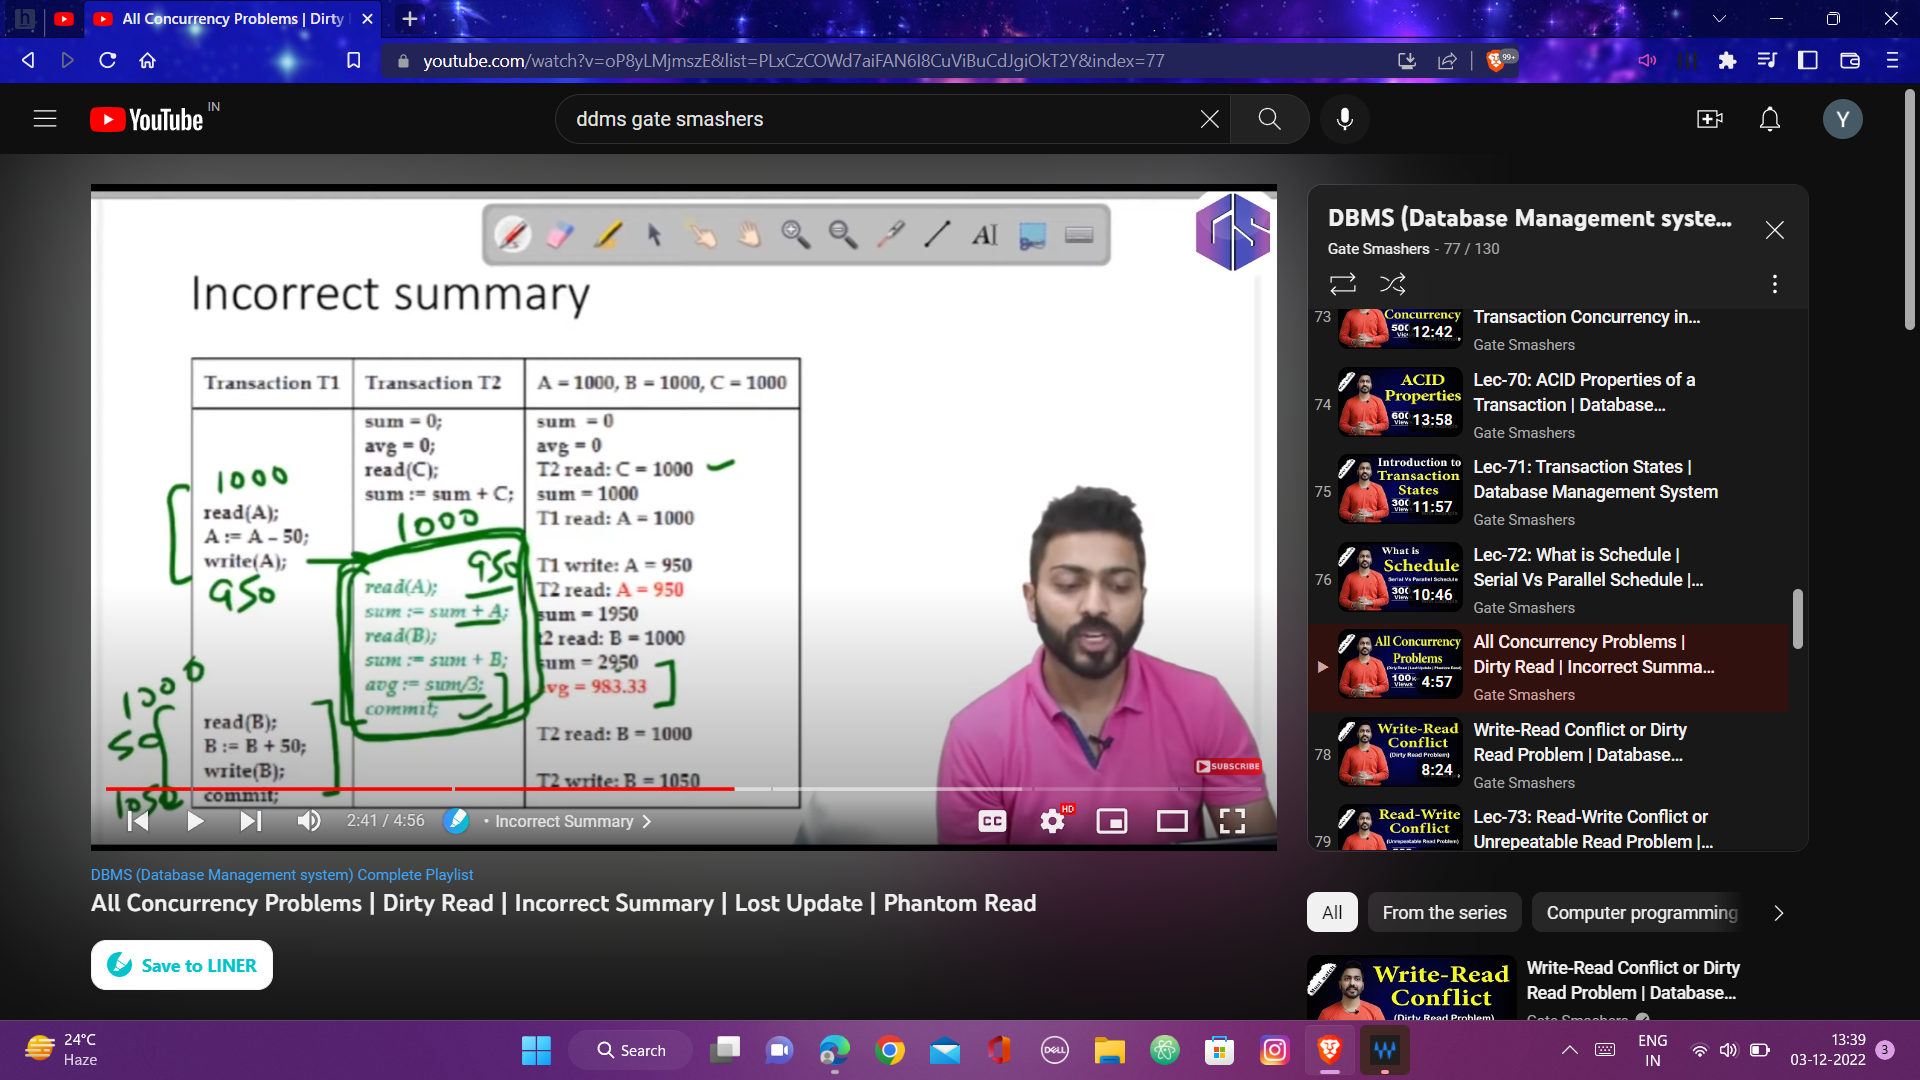 All Concurrency Problems | Dirty
youtube.com/watch?v=oP8yLMjmszE&list=PLxCzCOWd7aiFAN6I8CuViBuCdJgiOkT2Y&index=77
99+
YouTube IN
ddms gate smashers
Y
Incorrect summary
Transaction T1 Transaction T2 A = 1000, B = 1000, C = 1000
sum = 0; sum = 0
avg = 0; avg = 0
read(C); T2 read: C = 1000
1000 sum := sum + C; sum = 1000
read(A); 1000 T1 read: A = 1000
A := A – 50;
write(A); 950 T1 write: A = 950
950 read(A); T2 read: A = 950
sum := sum + A; sum = 1950
read(B); t2 read: B = 1000
sum := sum + B; sum = 2950
1000 avg := sum/3; avg = 983.33
commit;
read(B); T2 read: B = 1000
50 B := B + 50;
write(B); T2 write: B = 1050
1050 commit;
SUBSCRIBE
2:41 / 4:56 • Incorrect Summary
CC HD
DBMS (Database Management system) Complete Playlist
All Concurrency Problems | Dirty Read | Incorrect Summary | Lost Update | Phantom Read
Save to LINER
DBMS (Database Management syste...
Gate Smashers - 77 / 130
73 Concurrency 12:42 Transaction Concurrency in...
Gate Smashers
74 ACID Properties 13:58 Lec-70: ACID Properties of a
Transaction | Database...
Gate Smashers
75 Introduction to Transaction States 11:57 Lec-71: Transaction States |
Database Management System
Gate Smashers
76 What is Schedule Serial Vs Parallel Schedule 10:46 Lec-72: What is Schedule |
Serial Vs Parallel Schedule |...
Gate Smashers
All Concurrency Problems 100K+ Views 4:57 All Concurrency Problems |
Dirty Read | Incorrect Summa...
Gate Smashers
78 Write-Read Conflict (Dirty Read Problem) 8:24 Write-Read Conflict or Dirty
Read Problem | Database...
Gate Smashers
79 Read-Write Conflict (Unrepeatable Read Problem) Lec-73: Read-Write Conflict or
Unrepeatable Read Problem |...
All From the series Computer programming
Write-Read Conflict (Dirty Read Problem) Write-Read Conflict or Dirty
Read Problem | Database...
Gate Smashers
24°C
Haze
Search
DELL
ENG
IN
13:39
03-12-2022
3